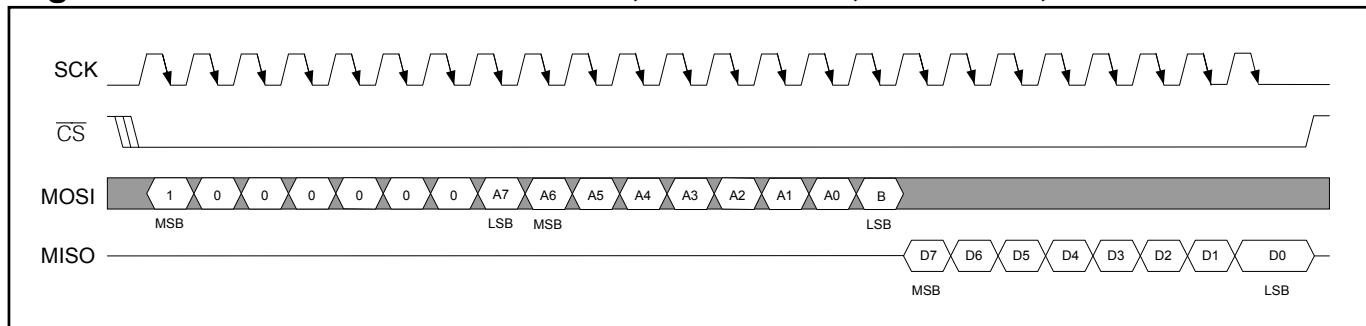 SCK
CS
MOSI 1 0 0 0 0 0 0 A7 A6 A5 A4 A3 A2 A1 A0 B
MSB LSB MSB LSB
MISO D7 D6 D5 D4 D3 D2 D1 D0
MSB LSB